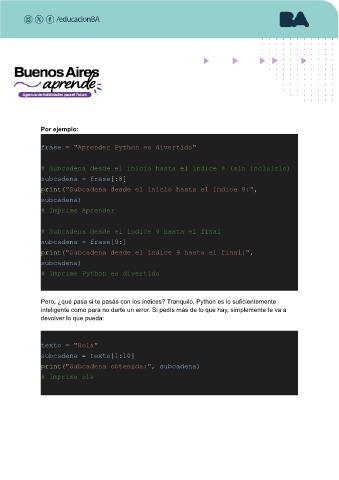 /educacionBA
BA
Buenos Aires
aprende
Agencia de Habilidades para el Futuro
Por ejemplo:
frase = "Aprender Python es divertido"
# Subcadena desde el inicio hasta el índice 8 (sin incluirlo)
subcadena = frase[:8]
print("Subcadena desde el inicio hasta el índice 8:",
subcadena)
# Imprime Aprender
# Subcadena desde el índice 9 hasta el final
subcadena = frase[9:]
print("Subcadena desde el índice 9 hasta el final:",
subcadena)
# Imprime Python es divertido
Pero, ¿qué pasa si te pasás con los índices? Tranquilo, Python es lo suficientemente
inteligente como para no darte un error. Si pedís más de lo que hay, simplemente te va a
devolver lo que pueda:
texto = "Hola"
subcadena = texto[1:10]
print("Subcadena obtenida:", subcadena)
# Imprime ola